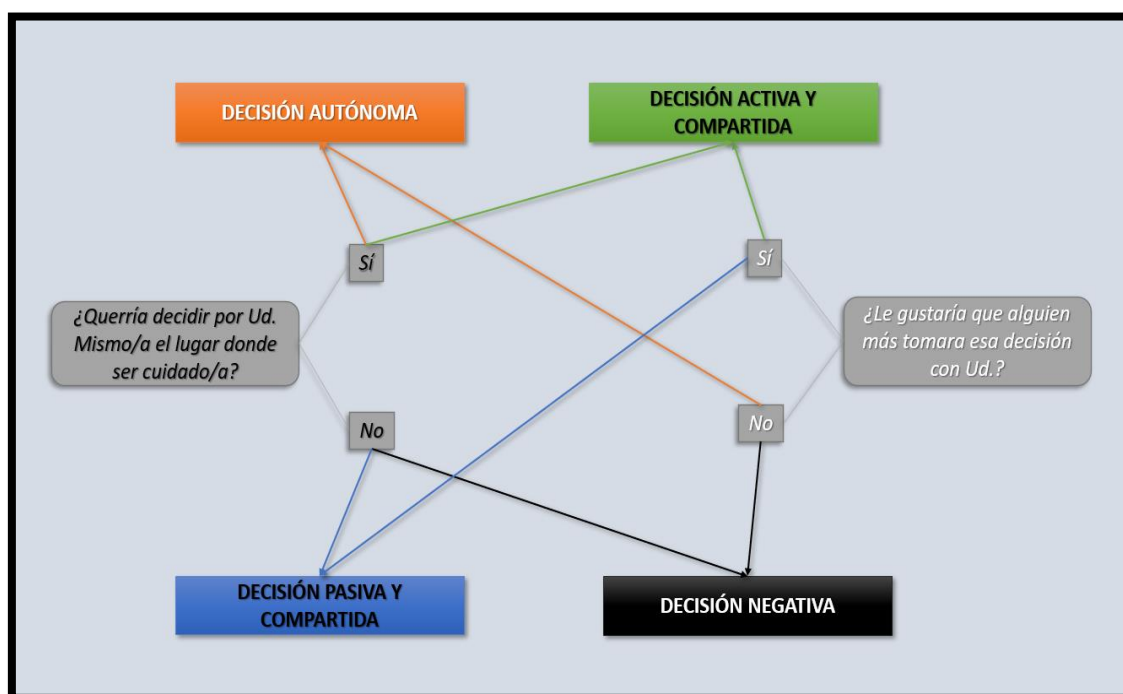 DECISIÓN AUTÓNOMA
DECISIÓN ACTIVA Y
COMPARTIDA
Sí
Sí
¿Querría decidir por Ud.
Mismo/a el lugar donde
ser cuidado/a?
¿Le gustaría que alguien
más tomara esa decisión
con Ud.?
No
No
DECISIÓN PASIVA Y
COMPARTIDA
DECISIÓN NEGATIVA